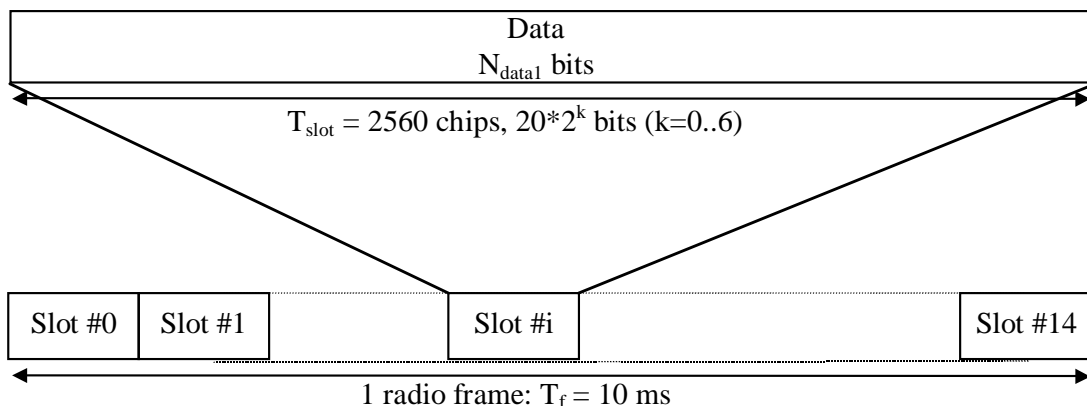 Data
N_data1 bits
T_slot = 2560 chips, 20*2^k bits (k=0..6)
Slot #0 Slot #1 Slot #i Slot #14
1 radio frame: T_f = 10 ms